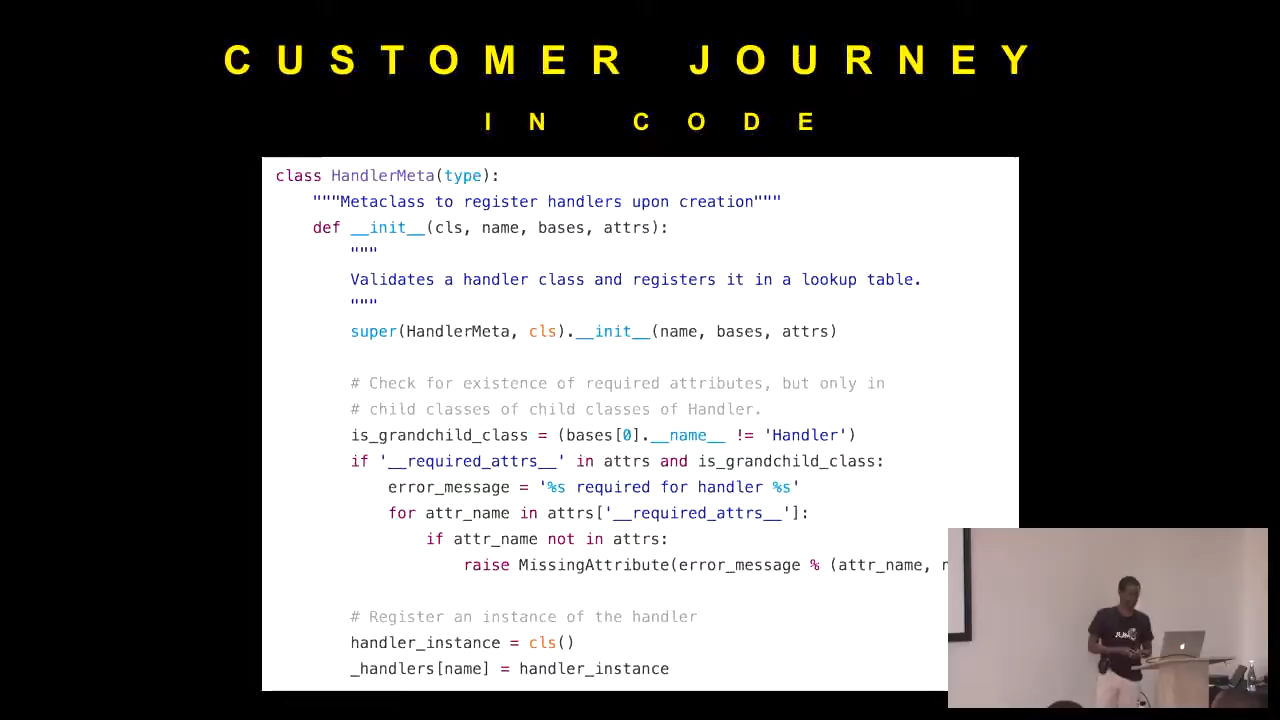 CUSTOMER JOURNEY
IN CODE
class HandlerMeta(type):
"""Metaclass to register handlers upon creation"""
def __init__(cls, name, bases, attrs):
"""
Validates a handler class and registers it in a lookup table.
"""
super(HandlerMeta, cls).__init__(name, bases, attrs)
# Check for existence of required attributes, but only in
# child classes of child classes of Handler.
is_grandchild_class = (bases[0].__name__ != 'Handler')
if '__required_attrs__' in attrs and is_grandchild_class:
error_message = '%s required for handler %s'
for attr_name in attrs['__required_attrs__']:
if attr_name not in attrs:
raise MissingAttribute(error_message % (attr_name,
# Register an instance of the handler
handler_instance = cls()
_handlers[name] = handler_instance